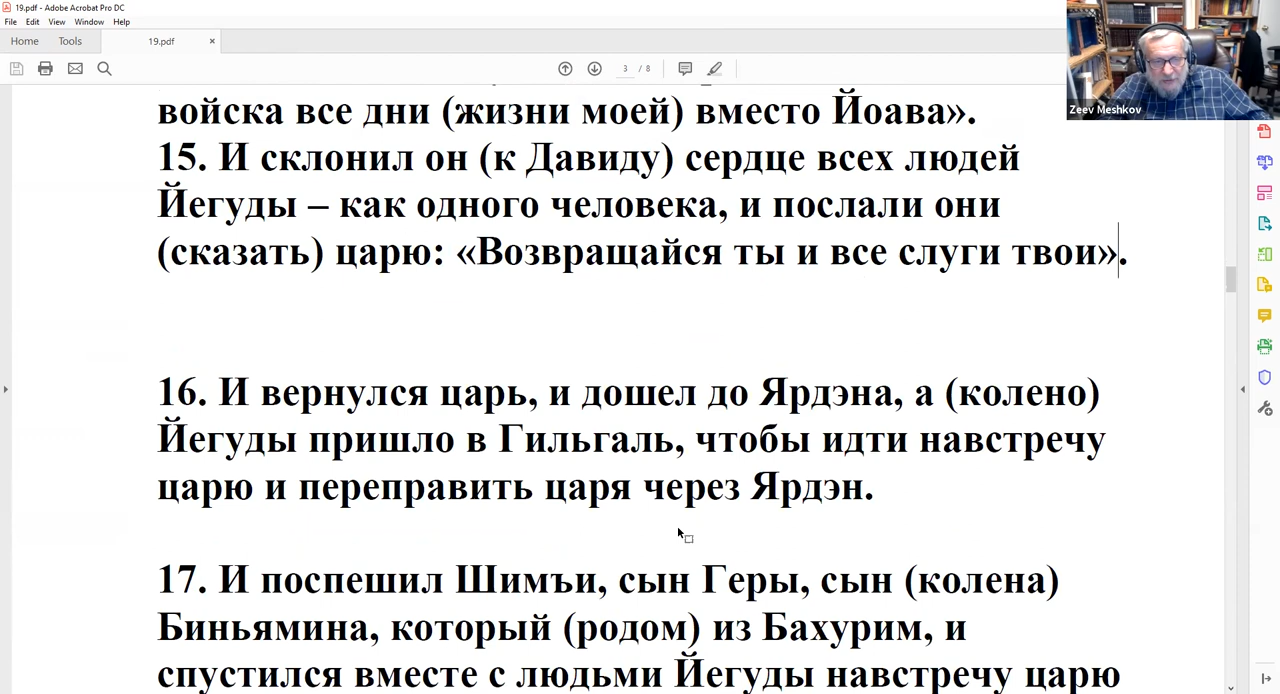 19.pdf - Adobe Acrobat Pro DC
File Edit View Window Help
Home Tools 19.pdf ×
3 / 8
Zeev Meshkov
войска все дни (жизни моей) вместо Йоава».
15. И склонил он (к Давиду) сердце всех людей
Йегуды – как одного человека, и послали они
(сказать) царю: «Возвращайся ты и все слуги твои».
16. И вернулся царь, и дошел до Ярдэна, а (колено)
Йегуды пришло в Гильгаль, чтобы идти навстречу
царю и переправить царя через Ярдэн.
17. И поспешил Шимъи, сын Геры, сын (колена)
Биньямина, который (родом) из Бахурим, и
спустился вместе с людьми Йегуды навстречу царю